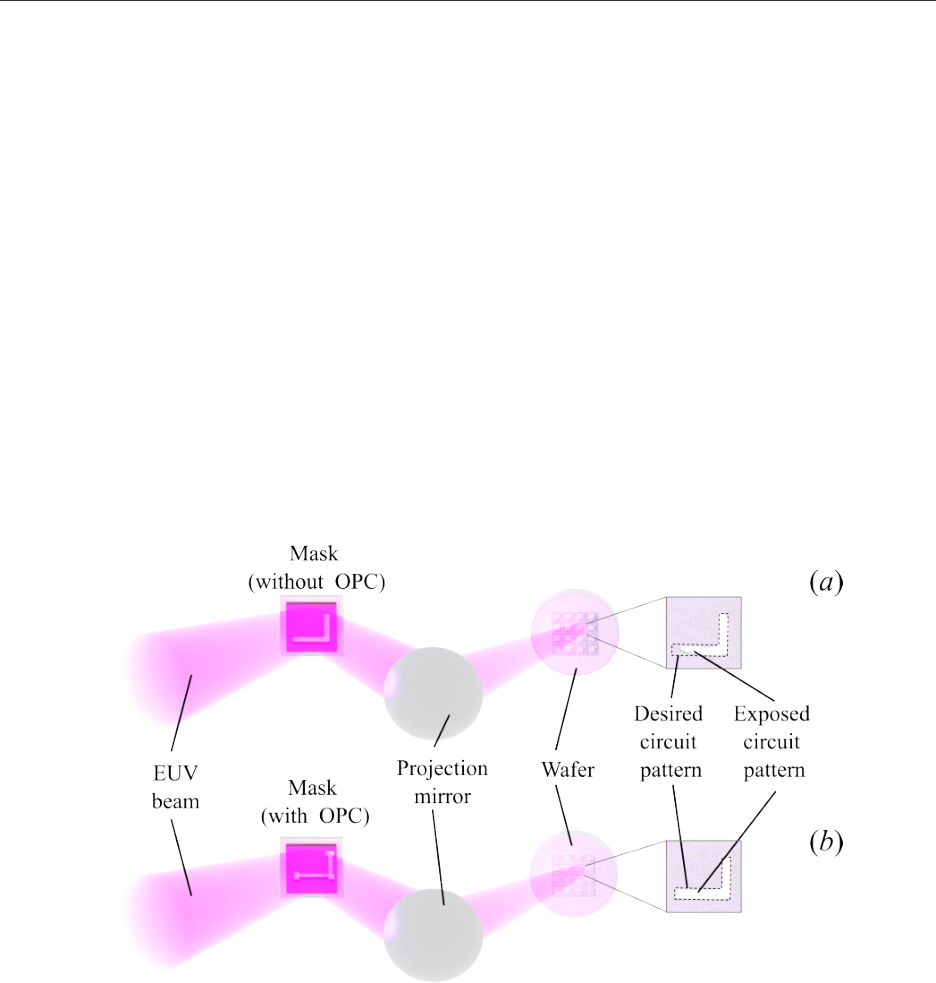 Mask
(without OPC)
(a)
Desired
circuit
pattern
Exposed
circuit
pattern
EUV
beam
Projection
mirror
Wafer
Mask
(with OPC)
(b)